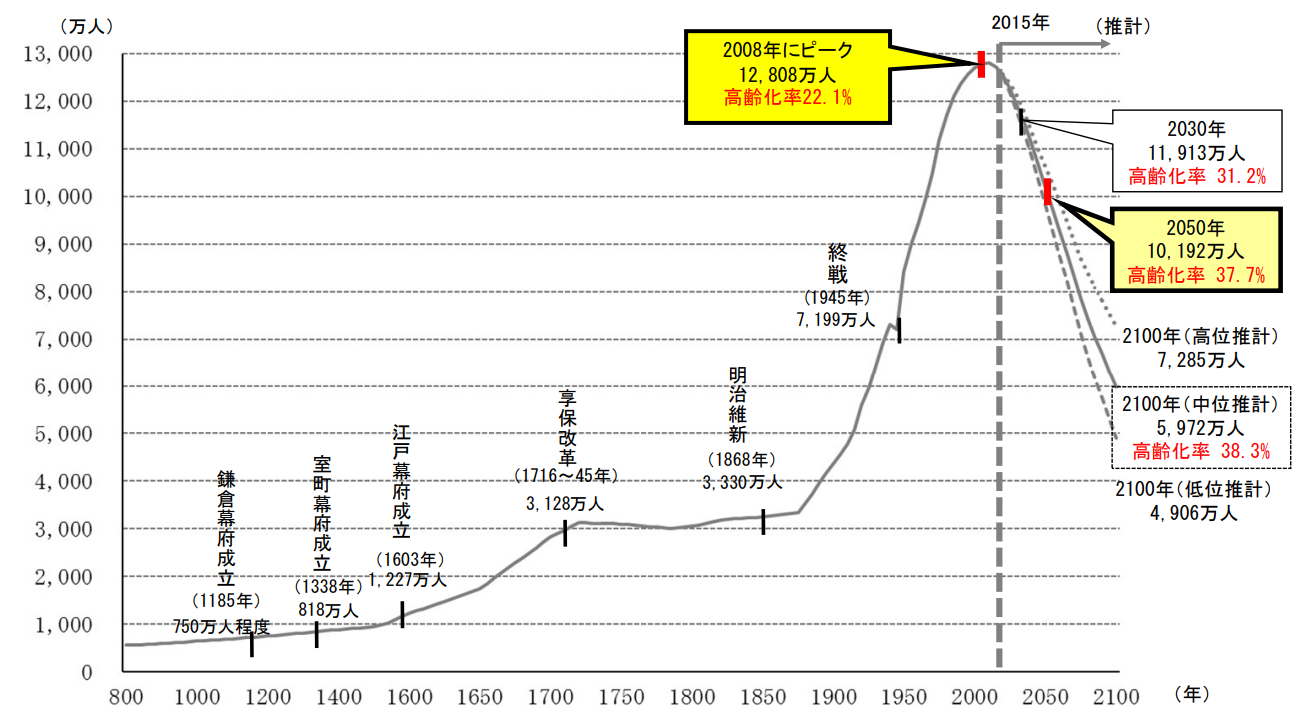 （万人）
13,000
12,000
11,000
10,000
9,000
8,000
7,000
6,000
5,000
4,000
3,000
2,000
1,000
0
800
1000
1200
1400
1600
1650
1700
1750
1800
1850
1900
1950
2000
2050
2100
（年）
鎌倉幕府成立
（1185年）
750万人程度
室町幕府成立
（1338年）
818万人
江戸幕府成立
（1603年）
1,227万人
享保改革
（1716～45年）
3,128万人
明治維新
（1868年）
3,330万人
終戦
（1945年）
7,199万人
2008年にピーク
12,808万人
高齢化率22.1%
2015年
（推計）
2030年
11,913万人
高齢化率 31.2%
2050年
10,192万人
高齢化率 37.7%
2100年（高位推計）
7,285万人
2100年（中位推計）
5,972万人
高齢化率 38.3%
2100年（低位推計）
4,906万人